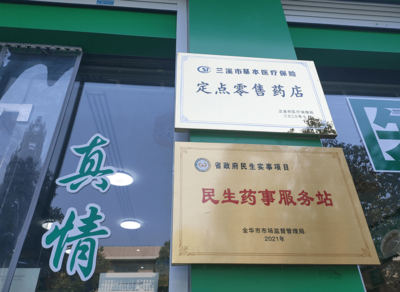 兰溪市基本医疗保险
定点零售药店
省政府民生实事项目
民生药事服务站
金华市市场监督管理局
2021年
真情